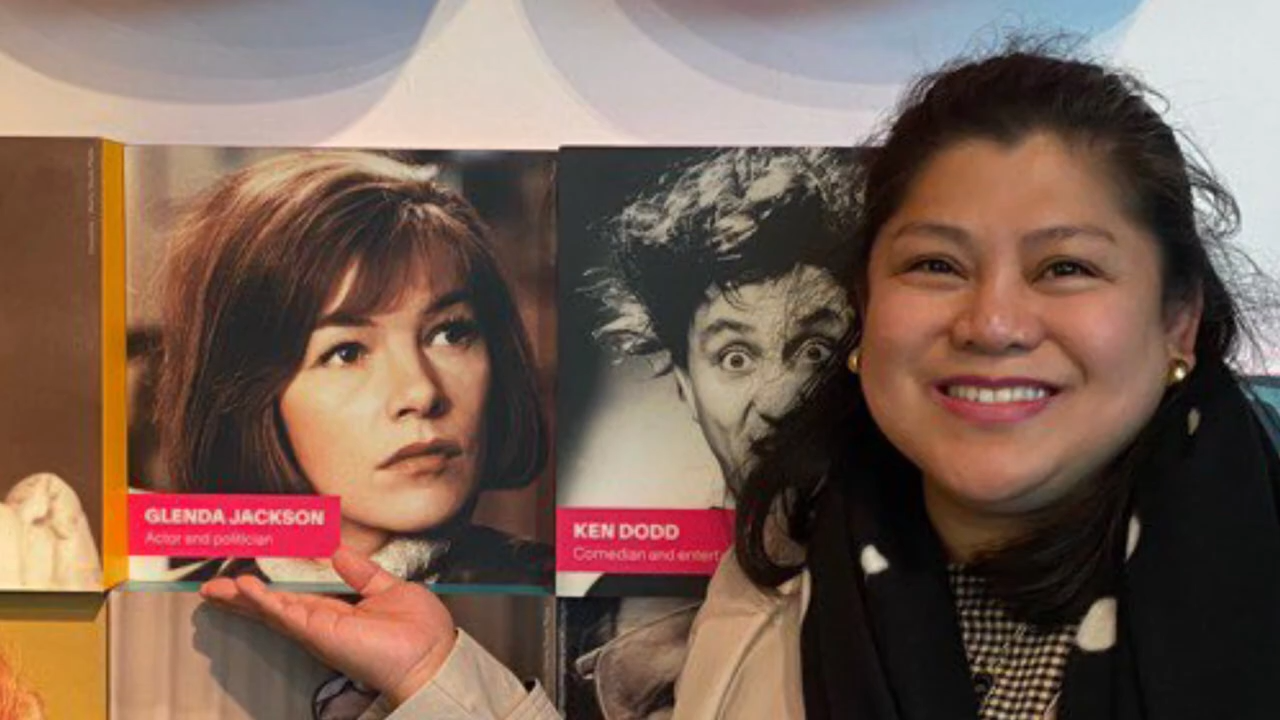 GLENDA JACKSON
Actor and politician
KEN DODD
Comedian and entert